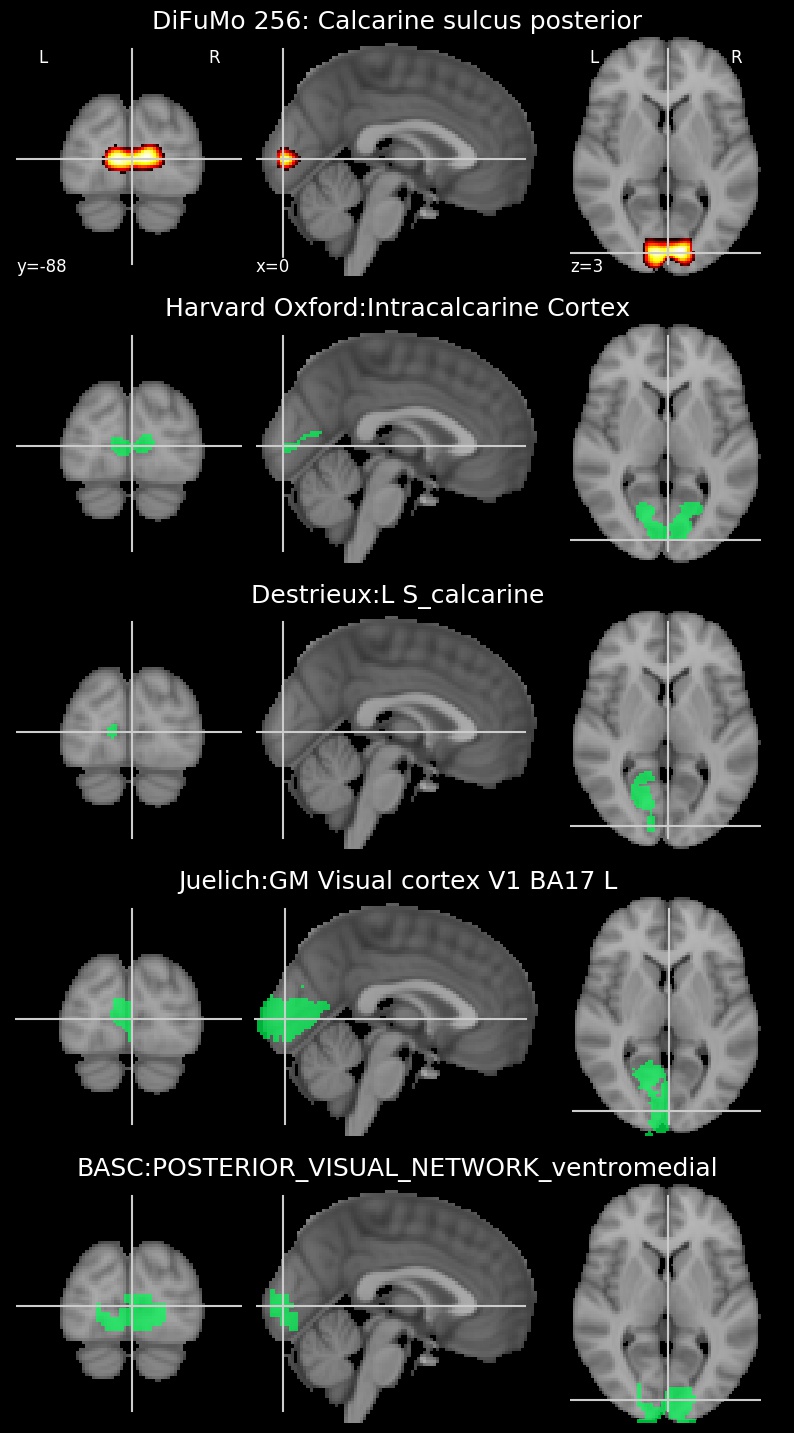 DiFuMo 256: Calcarine sulcus posterior
L R L R
y=-88 x=0 z=3
Harvard Oxford:Intracalcarine Cortex
Destrieux:L S_calcarine
Juelich:GM Visual cortex V1 BA17 L
BASC:POSTERIOR_VISUAL_NETWORK_ventromedial